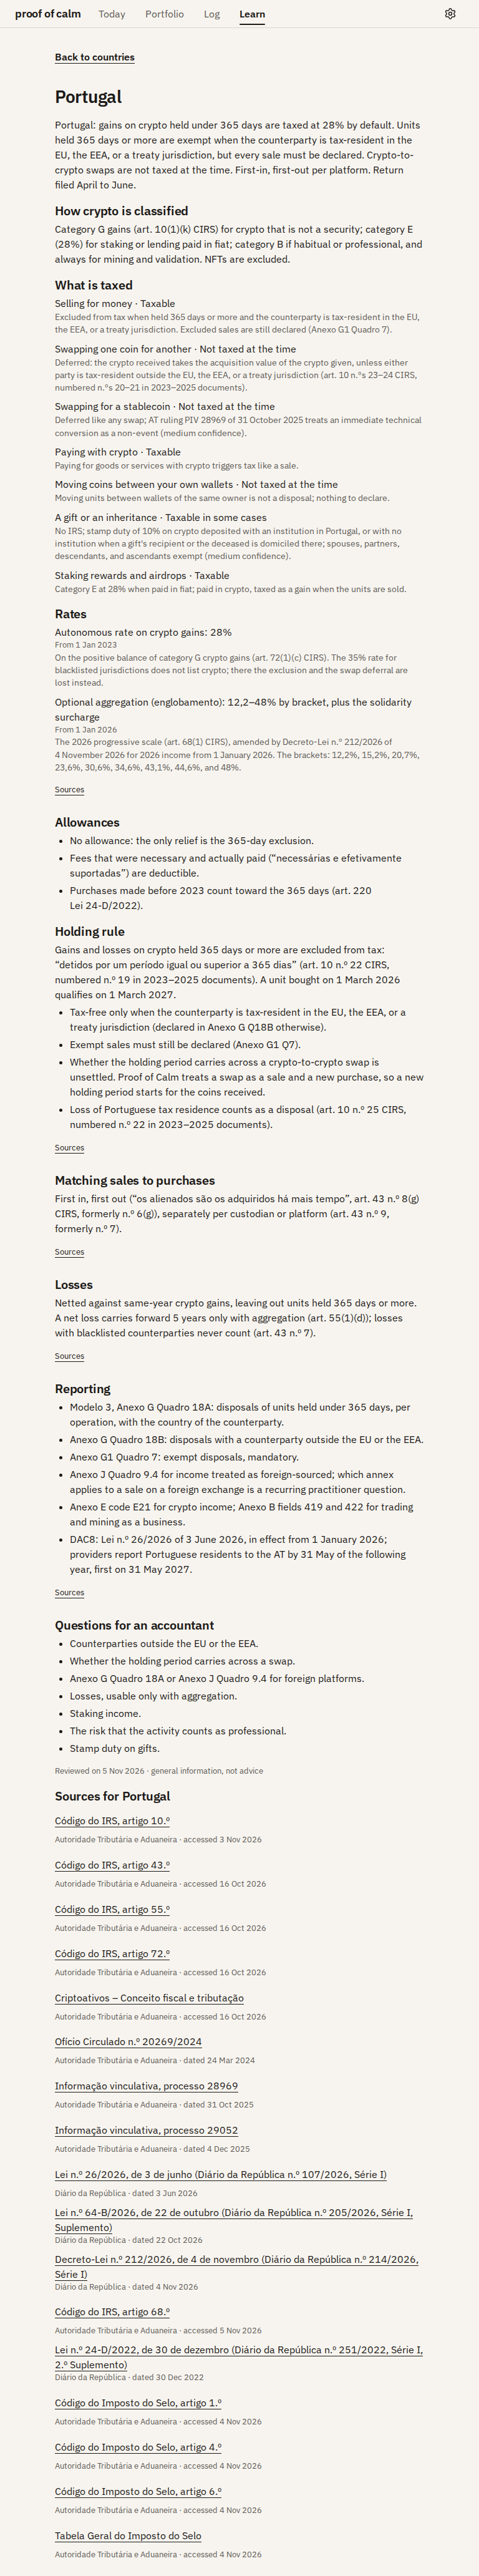 proof of calm
Today
Portfolio
Log
Learn
Back to countries
Portugal
Portugal: gains on crypto held under 365 days are taxed at 28% by default. Units
held 365 days or more are exempt when the counterparty is tax-resident in the
EU, the EEA, or a treaty jurisdiction, but every sale must be declared. Crypto-to-
crypto swaps are not taxed at the time. First-in, first-out per platform. Return
filed April to June.
How crypto is classified
Category G gains (art. 10(1)(k) CIRS) for crypto that is not a security; category E
(28%) for staking or lending paid in fiat; category B if habitual or professional, and
always for mining and validation. NFTs are excluded.
What is taxed
Selling for money · Taxable
Excluded from tax when held 365 days or more and the counterparty is tax-resident in the EU,
the EEA, or a treaty jurisdiction. Excluded sales are still declared (Anexo G1 Quadro 7).
Swapping one coin for another · Not taxed at the time
Deferred: the crypto received takes the acquisition value of the crypto given, unless either
party is tax-resident outside the EU, the EEA, or a treaty jurisdiction (art. 10 n.ºs 23–24 CIRS,
numbered n.ºs 20–21 in 2023–2025 documents).
Swapping for a stablecoin · Not taxed at the time
Deferred like any swap; AT ruling PIV 28969 of 31 October 2025 treats an immediate technical
conversion as a non-event (medium confidence).
Paying with crypto · Taxable
Paying for goods or services with crypto triggers tax like a sale.
Moving coins between your own wallets · Not taxed at the time
Moving units between wallets of the same owner is not a disposal; nothing to declare.
A gift or an inheritance · Taxable in some cases
No IRS; stamp duty of 10% on crypto deposited with an institution in Portugal, or with no
institution when a gift's recipient or the deceased is domiciled there; spouses, partners,
descendants, and ascendants exempt (medium confidence).
Staking rewards and airdrops · Taxable
Category E at 28% when paid in fiat; paid in crypto, taxed as a gain when the units are sold.
Rates
Autonomous rate on crypto gains: 28%
From 1 Jan 2023
On the positive balance of category G crypto gains (art. 72(1)(c) CIRS). The 35% rate for
blacklisted jurisdictions does not list crypto; there the exclusion and the swap deferral are
lost instead.
Optional aggregation (englobamento): 12,2–48% by bracket, plus the solidarity
surcharge
From 1 Jan 2026
The 2026 progressive scale (art. 68(1) CIRS), amended by Decreto-Lei n.º 212/2026 of
4 November 2026 for 2026 income from 1 January 2026. The brackets: 12,2%, 15,2%, 20,7%,
23,6%, 30,6%, 34,6%, 43,1%, 44,6%, and 48%.
Sources
Allowances
• No allowance: the only relief is the 365-day exclusion.
• Fees that were necessary and actually paid (“necessárias e efetivamente
suportadas”) are deductible.
• Purchases made before 2023 count toward the 365 days (art. 220
Lei 24-D/2022).
Holding rule
Gains and losses on crypto held 365 days or more are excluded from tax:
“detidos por um período igual ou superior a 365 dias” (art. 10 n.º 22 CIRS,
numbered n.º 19 in 2023–2025 documents). A unit bought on 1 March 2026
qualifies on 1 March 2027.
• Tax-free only when the counterparty is tax-resident in the EU, the EEA, or a
treaty jurisdiction (declared in Anexo G Q18B otherwise).
• Exempt sales must still be declared (Anexo G1 Q7).
• Whether the holding period carries across a crypto-to-crypto swap is
unsettled. Proof of Calm treats a swap as a sale and a new purchase, so a new
holding period starts for the coins received.
• Loss of Portuguese tax residence counts as a disposal (art. 10 n.º 25 CIRS,
numbered n.º 22 in 2023–2025 documents).
Sources
Matching sales to purchases
First in, first out (“os alienados são os adquiridos há mais tempo”, art. 43 n.º 8(g)
CIRS, formerly n.º 6(g)), separately per custodian or platform (art. 43 n.º 9,
formerly n.º 7).
Sources
Losses
Netted against same-year crypto gains, leaving out units held 365 days or more.
A net loss carries forward 5 years only with aggregation (art. 55(1)(d)); losses
with blacklisted counterparties never count (art. 43 n.º 7).
Sources
Reporting
• Modelo 3, Anexo G Quadro 18A: disposals of units held under 365 days, per
operation, with the country of the counterparty.
• Anexo G Quadro 18B: disposals with a counterparty outside the EU or the EEA.
• Anexo G1 Quadro 7: exempt disposals, mandatory.
• Anexo J Quadro 9.4 for income treated as foreign-sourced; which annex
applies to a sale on a foreign exchange is a recurring practitioner question.
• Anexo E code E21 for crypto income; Anexo B fields 419 and 422 for trading
and mining as a business.
• DAC8: Lei n.º 26/2026 of 3 June 2026, in effect from 1 January 2026;
providers report Portuguese residents to the AT by 31 May of the following
year, first on 31 May 2027.
Sources
Questions for an accountant
• Counterparties outside the EU or the EEA.
• Whether the holding period carries across a swap.
• Anexo G Quadro 18A or Anexo J Quadro 9.4 for foreign platforms.
• Losses, usable only with aggregation.
• Staking income.
• The risk that the activity counts as professional.
• Stamp duty on gifts.
Reviewed on 5 Nov 2026 · general information, not advice
Sources for Portugal
Código do IRS, artigo 10.º
Autoridade Tributária e Aduaneira · accessed 3 Nov 2026
Código do IRS, artigo 43.º
Autoridade Tributária e Aduaneira · accessed 16 Oct 2026
Código do IRS, artigo 55.º
Autoridade Tributária e Aduaneira · accessed 16 Oct 2026
Código do IRS, artigo 72.º
Autoridade Tributária e Aduaneira · accessed 16 Oct 2026
Criptoativos – Conceito fiscal e tributação
Autoridade Tributária e Aduaneira · accessed 16 Oct 2026
Ofício Circulado n.º 20269/2024
Autoridade Tributária e Aduaneira · dated 24 Mar 2024
Informação vinculativa, processo 28969
Autoridade Tributária e Aduaneira · dated 31 Oct 2025
Informação vinculativa, processo 29052
Autoridade Tributária e Aduaneira · dated 4 Dec 2025
Lei n.º 26/2026, de 3 de junho (Diário da República n.º 107/2026, Série I)
Diário da República · dated 3 Jun 2026
Lei n.º 64-B/2026, de 22 de outubro (Diário da República n.º 205/2026, Série I,
Suplemento)
Diário da República · dated 22 Oct 2026
Decreto-Lei n.º 212/2026, de 4 de novembro (Diário da República n.º 214/2026,
Série I)
Diário da República · dated 4 Nov 2026
Código do IRS, artigo 68.º
Autoridade Tributária e Aduaneira · accessed 5 Nov 2026
Lei n.º 24-D/2022, de 30 de dezembro (Diário da República n.º 251/2022, Série I,
2.º Suplemento)
Diário da República · dated 30 Dec 2022
Código do Imposto do Selo, artigo 1.º
Autoridade Tributária e Aduaneira · accessed 4 Nov 2026
Código do Imposto do Selo, artigo 4.º
Autoridade Tributária e Aduaneira · accessed 4 Nov 2026
Código do Imposto do Selo, artigo 6.º
Autoridade Tributária e Aduaneira · accessed 4 Nov 2026
Tabela Geral do Imposto do Selo
Autoridade Tributária e Aduaneira · accessed 4 Nov 2026